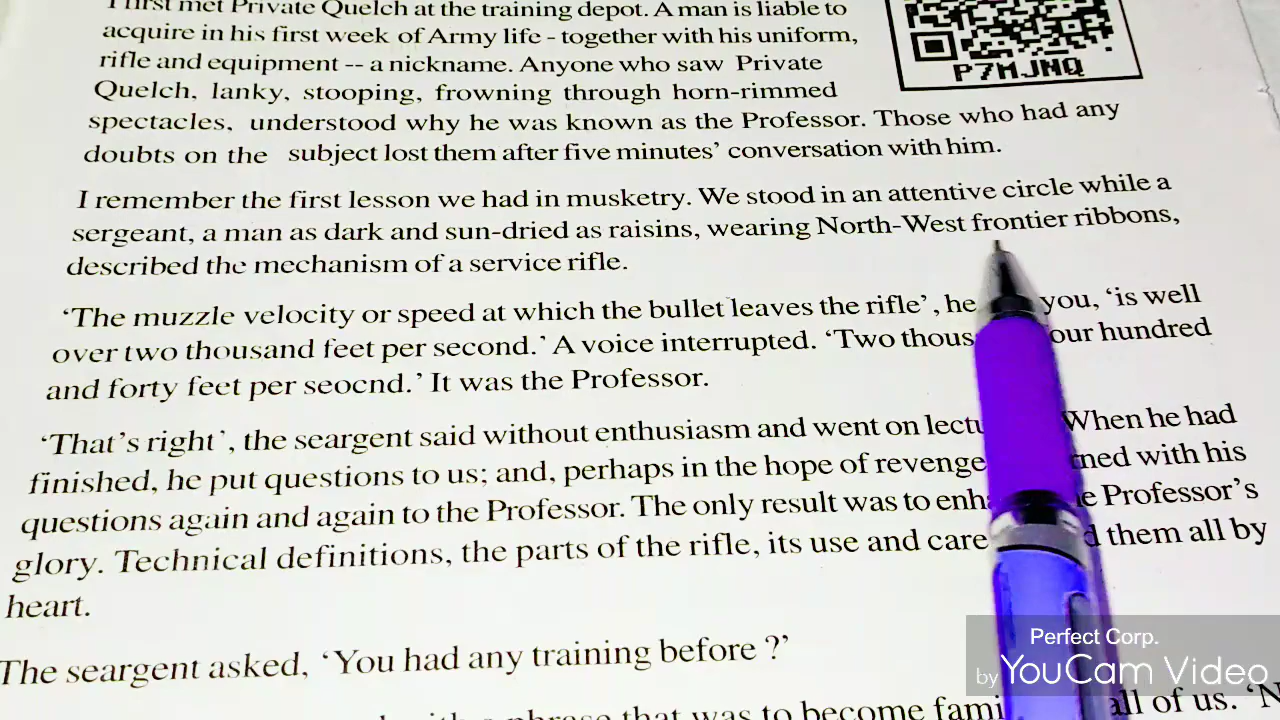 I first met Private Quelch at the training depot. A man is liable to
acquire in his first week of Army life - together with his uniform,
rifle and equipment -- a nickname. Anyone who saw Private
Quelch, lanky, stooping, frowning through horn-rimmed
spectacles, understood why he was known as the Professor. Those who had any
doubts on the subject lost them after five minutes' conversation with him.
P7MJMQ
I remember the first lesson we had in musketry. We stood in an attentive circle while a
sergeant, a man as dark and sun-dried as raisins, wearing North-West frontier ribbons,
described the mechanism of a service rifle.
'The muzzle velocity or speed at which the bullet leaves the rifle', he you, 'is well
over two thousand feet per second.' A voice interrupted. 'Two thous our hundred
and forty feet per seocnd.' It was the Professor.
'That's right', the seargent said without enthusiasm and went on lectu When he had
finished, he put questions to us; and, perhaps in the hope of revenge ned with his
questions again and again to the Professor. The only result was to enha e Professor's
glory. Technical definitions, the parts of the rifle, its use and care d them all by
heart.
The seargent asked, 'You had any training before ?'
with a phrase that was to become fami all of us. 'N
Perfect Corp.
by YouCam Video